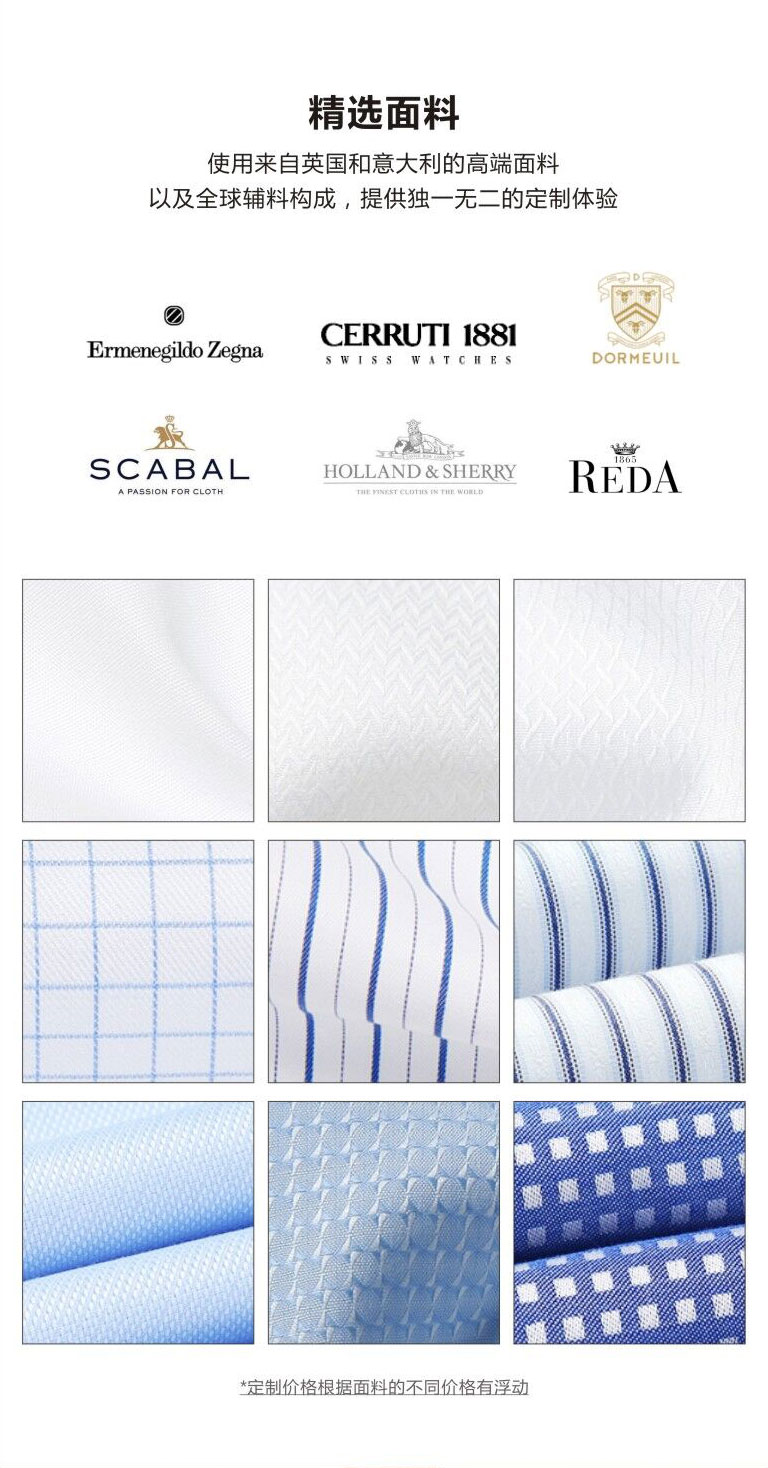 精选面料
使用来自英国和意大利的高端面料
以及全球辅料构成，提供独一无二的定制体验
Ermenegildo Zegna
CERRUTI 1881
SWISS WATCHES
D
DORMEUIL
SCABAL
A PASSION FOR CLOTH
HOLLAND & SHERRY
THE FINEST CLOTHS IN THE WORLD
1865
REDA
*定制价格根据面料的不同价格有浮动